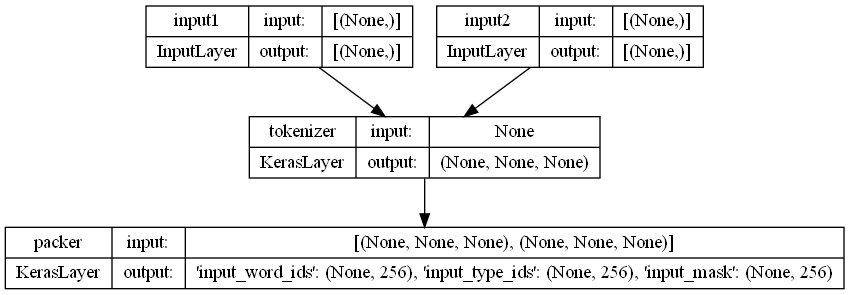 input1 input: [(None,)]
InputLayer output: [(None,)]
input2 input: [(None,)]
InputLayer output: [(None,)]
tokenizer input: None
KerasLayer output: (None, None, None)
packer input: [(None, None, None), (None, None, None)]
KerasLayer output: 'input_word_ids': (None, 256), 'input_type_ids': (None, 256), 'input_mask': (None, 256)